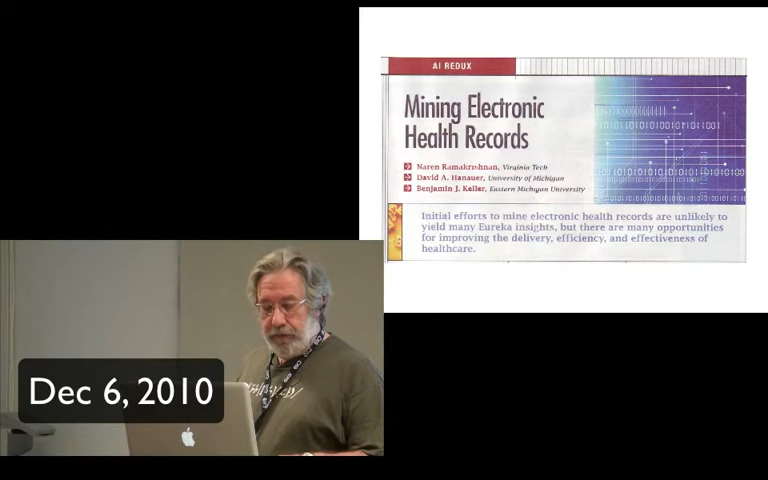 AI REDUX
Mining Electronic
Health Records
Naren Ramakrishnan, Virginia Tech
David A. Hanauer, University of Michigan
Benjamin J. Keller, Eastern Michigan University
Initial efforts to mine electronic health records are unlikely to
yield many Eureka insights, but there are many opportunities
for improving the delivery, efficiency, and effectiveness of
healthcare.
Dec 6, 2010